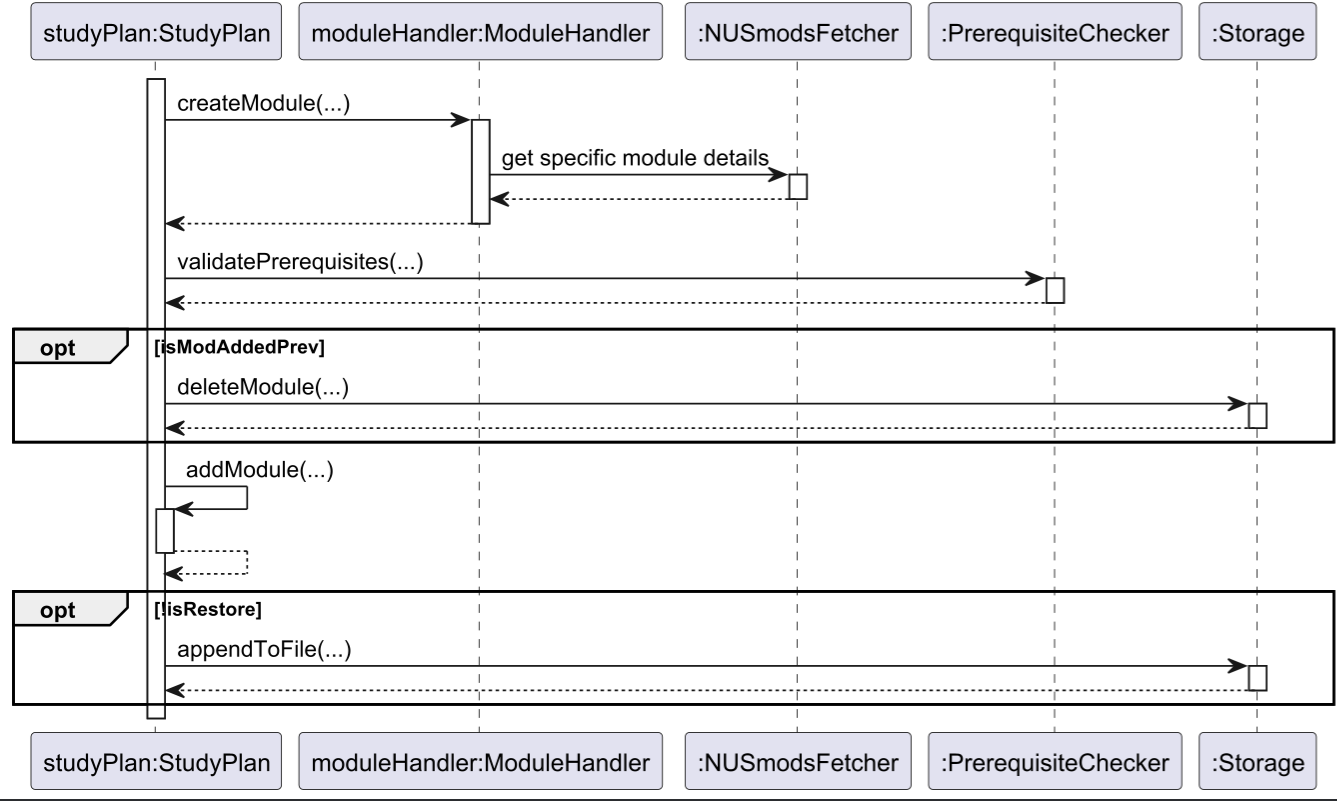 studyPlan:StudyPlan moduleHandler:ModuleHandler :NUSmodsFetcher :PrerequisiteChecker :Storage
createModule(...)
get specific module details
validatePrerequisites(...)
opt [isModAddedPrev]
deleteModule(...)
addModule(...)
opt [!isRestore]
appendToFile(...)
studyPlan:StudyPlan moduleHandler:ModuleHandler :NUSmodsFetcher :PrerequisiteChecker :Storage